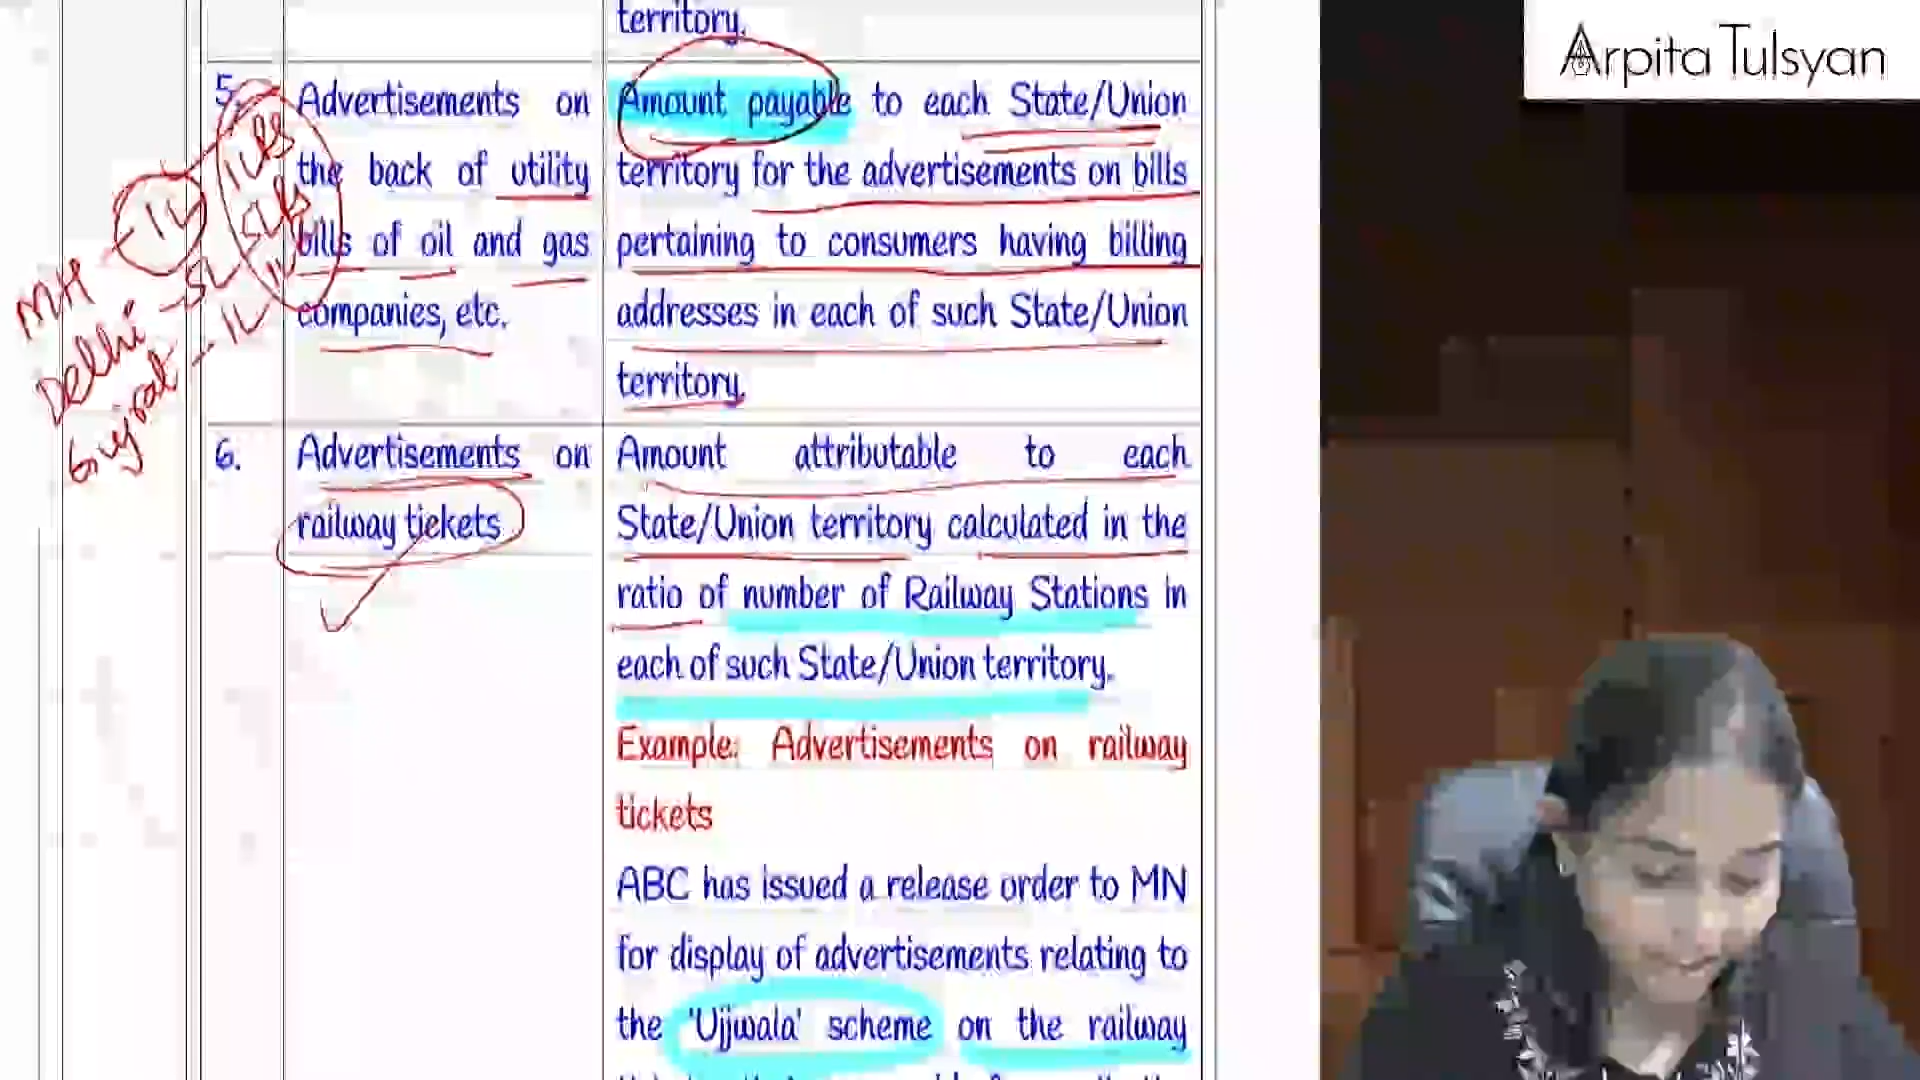 Arpita Tulsyan
territory.
5. Advertisements on
the back of utility
bills of oil and gas
companies, etc.
Amount payable to each State/Union
territory for the advertisements on bills
pertaining to consumers having billing
addresses in each of such State/Union
territory.
MH - 1L
Delhi - 5L
Gujrat - 1L
6. Advertisements on
railway tickets
Amount attributable to each
State/Union territory calculated in the
ratio of number of Railway Stations in
each of such State/Union territory.
Example: Advertisements on railway
tickets
ABC has issued a release order to MN
for display of advertisements relating to
the 'Ujjwala' scheme on the railway